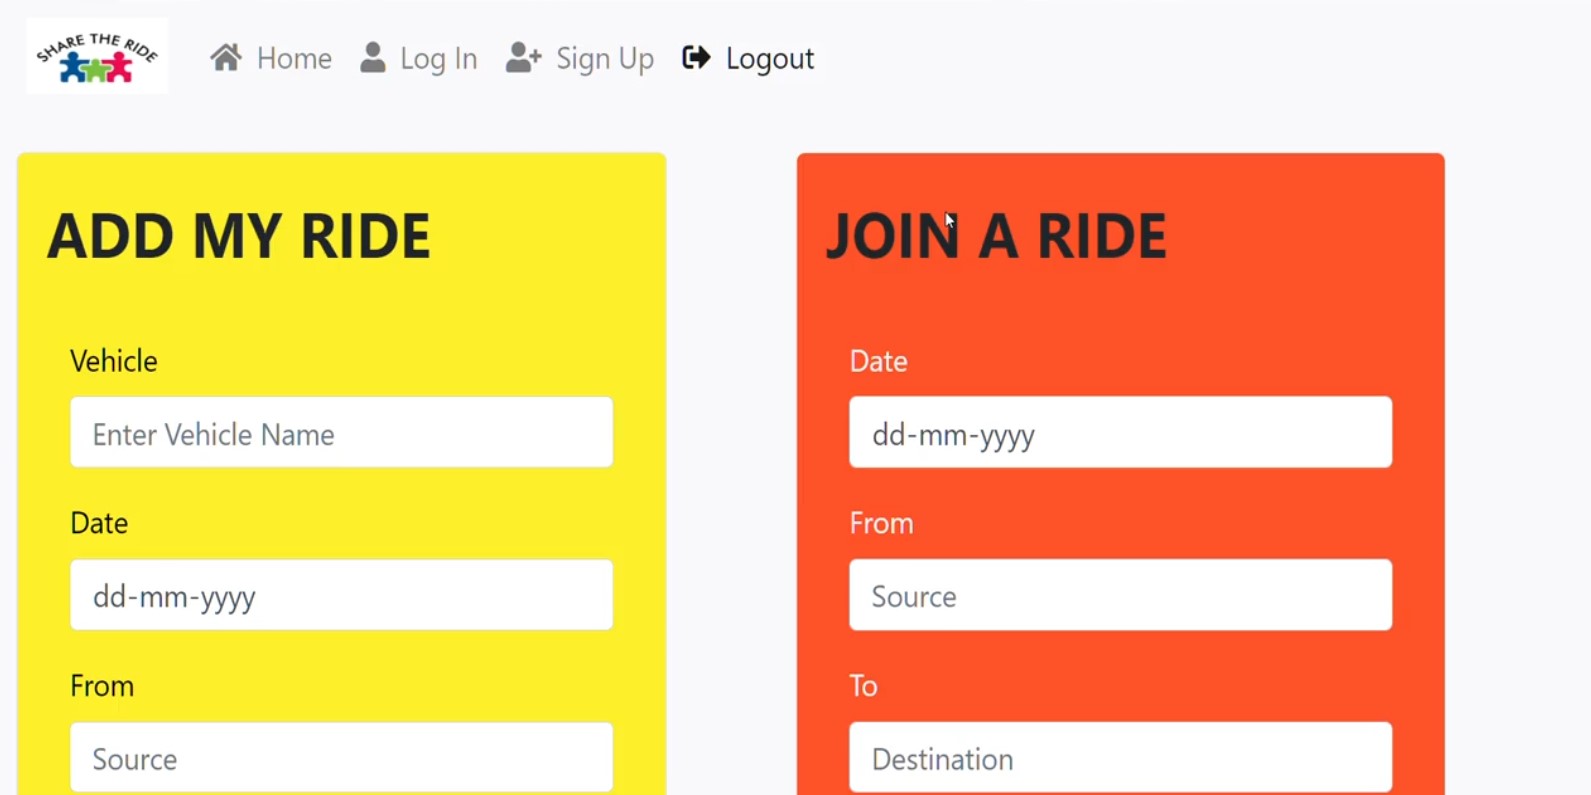 SHARE THE RIDE
Home Log In Sign Up Logout
ADD MY RIDE
Vehicle
Enter Vehicle Name
Date
dd-mm-yyyy
From
Source
JOIN A RIDE
Date
dd-mm-yyyy
From
Source
To
Destination